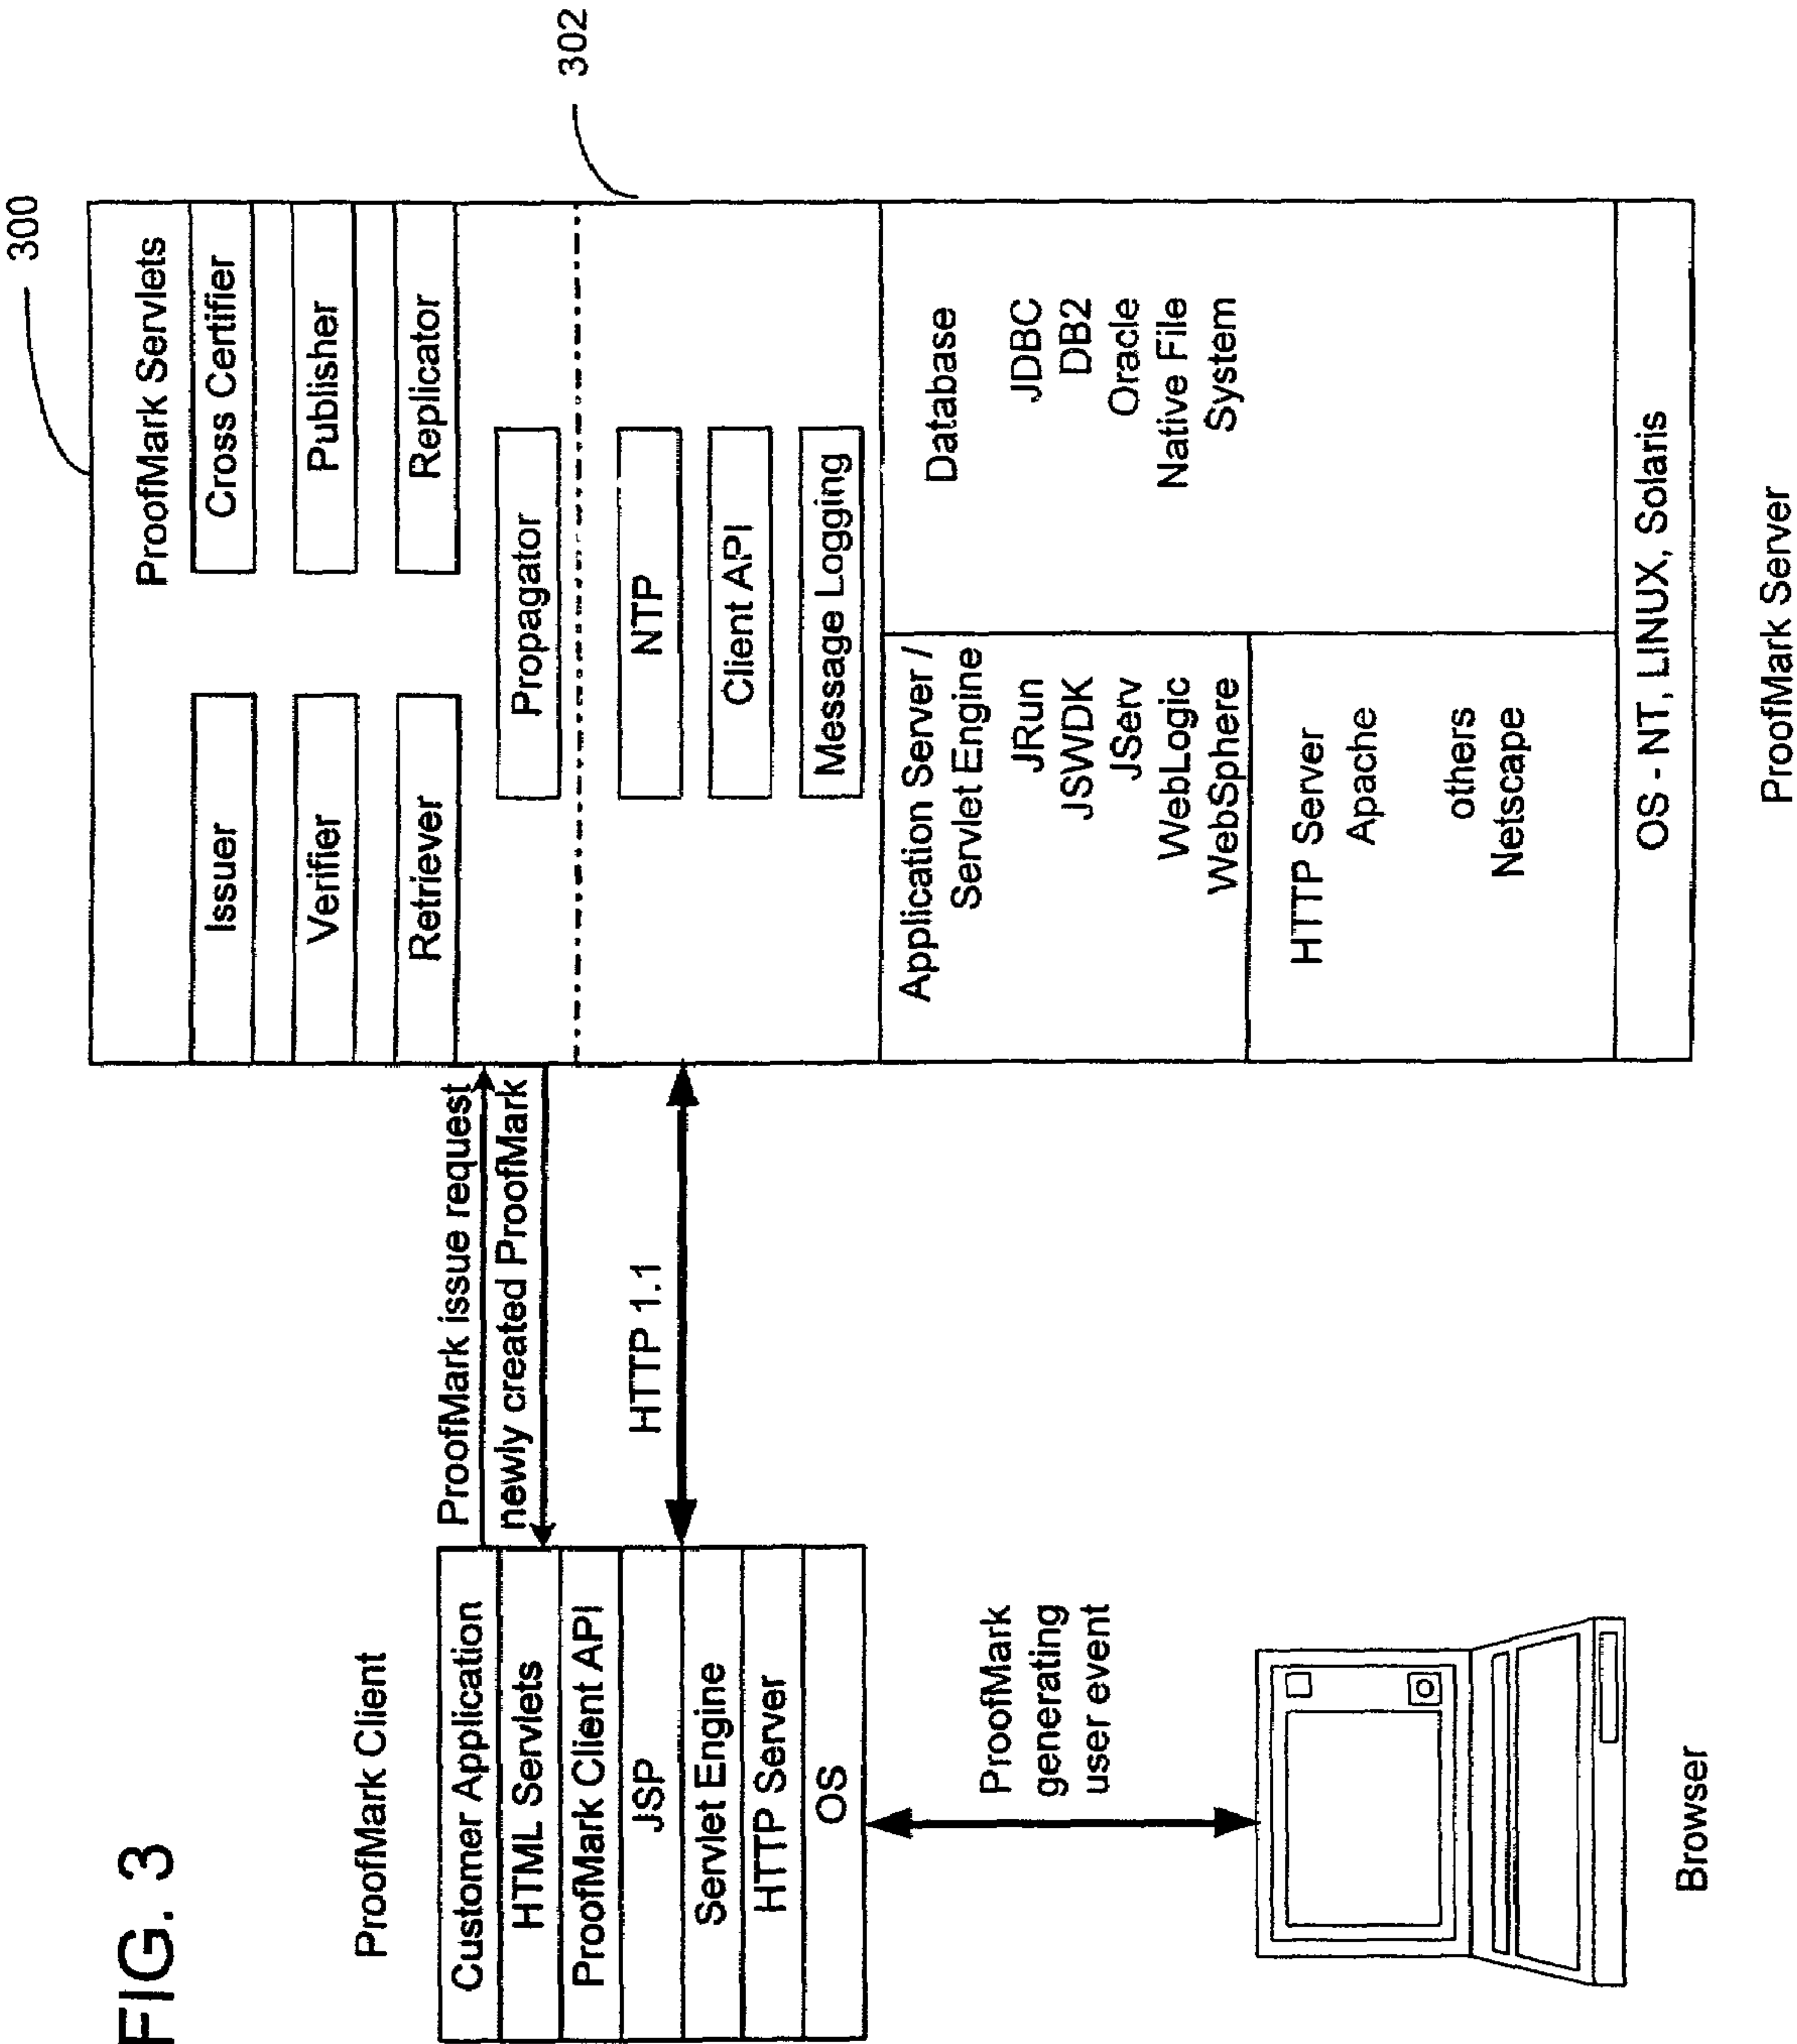 FIG. 3
ProofMark Client
Customer Application
HTML Servlets
ProofMark Client API
JSP
Servlet Engine
HTTP Server
OS
ProofMark issue request
newly created ProofMark
HTTP 1.1
ProofMark
generating
user event
Browser
300
302
ProofMark Servlets
Issuer
Cross Certifier
Verifier
Publisher
Retriever
Replicator
Propagator
NTP
Client API
Message Logging
Application Server /
Servlet Engine
JRun
JSWDK
JServ
WebLogic
WebSphere
HTTP Server
Apache
others
Netscape
Database
JDBC
DB2
Oracle
Native File
System
OS - NT, LINUX, Solaris
ProofMark Server